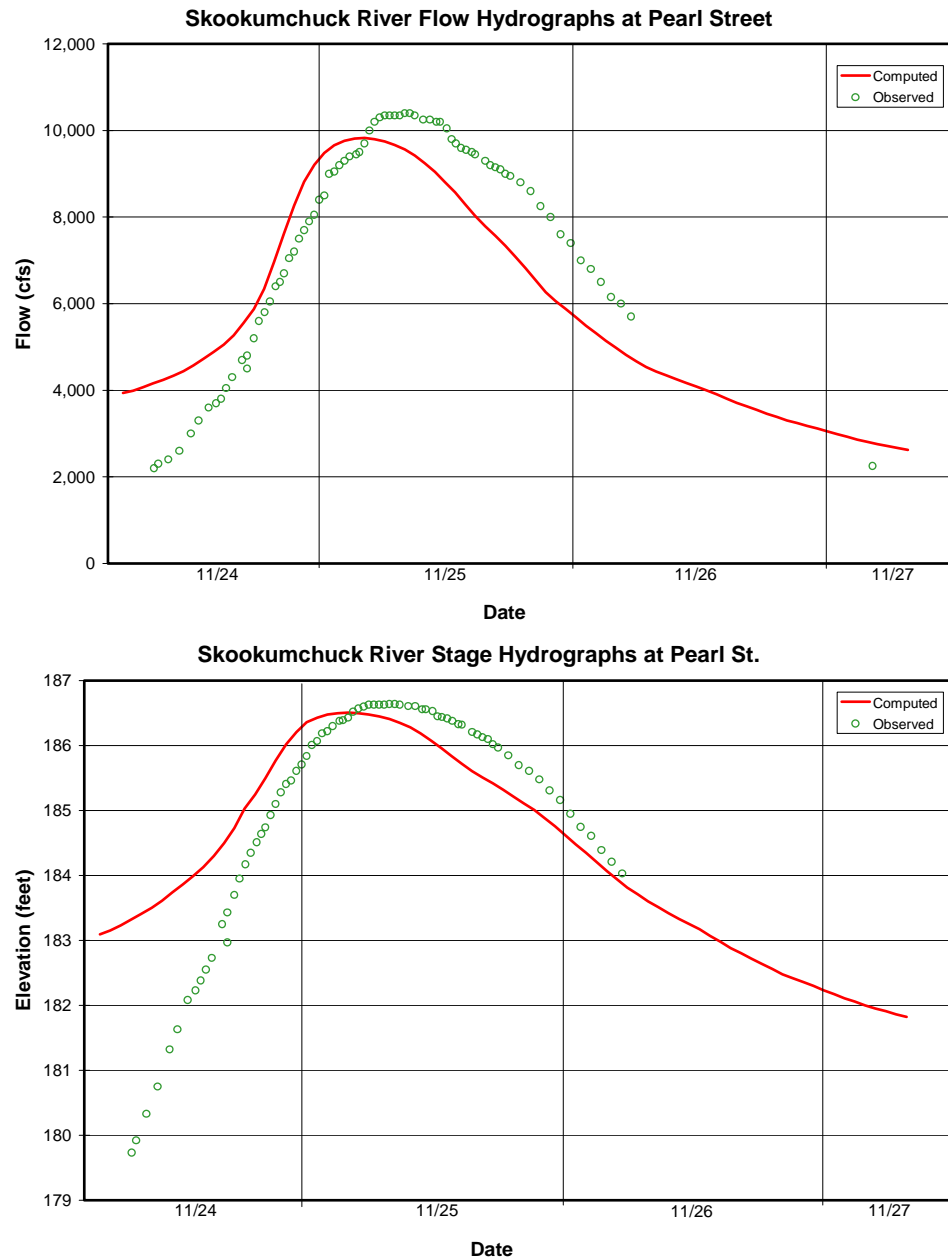 Skookumchuck River Flow Hydrographs at Pearl Street
12,000
10,000
8,000
6,000
4,000
2,000
0
Flow (cfs)
Computed
Observed
11/24 11/25 11/26 11/27
Date
Skookumchuck River Stage Hydrographs at Pearl St.
187
186
185
184
183
182
181
180
179
Elevation (feet)
Computed
Observed
11/24 11/25 11/26 11/27
Date